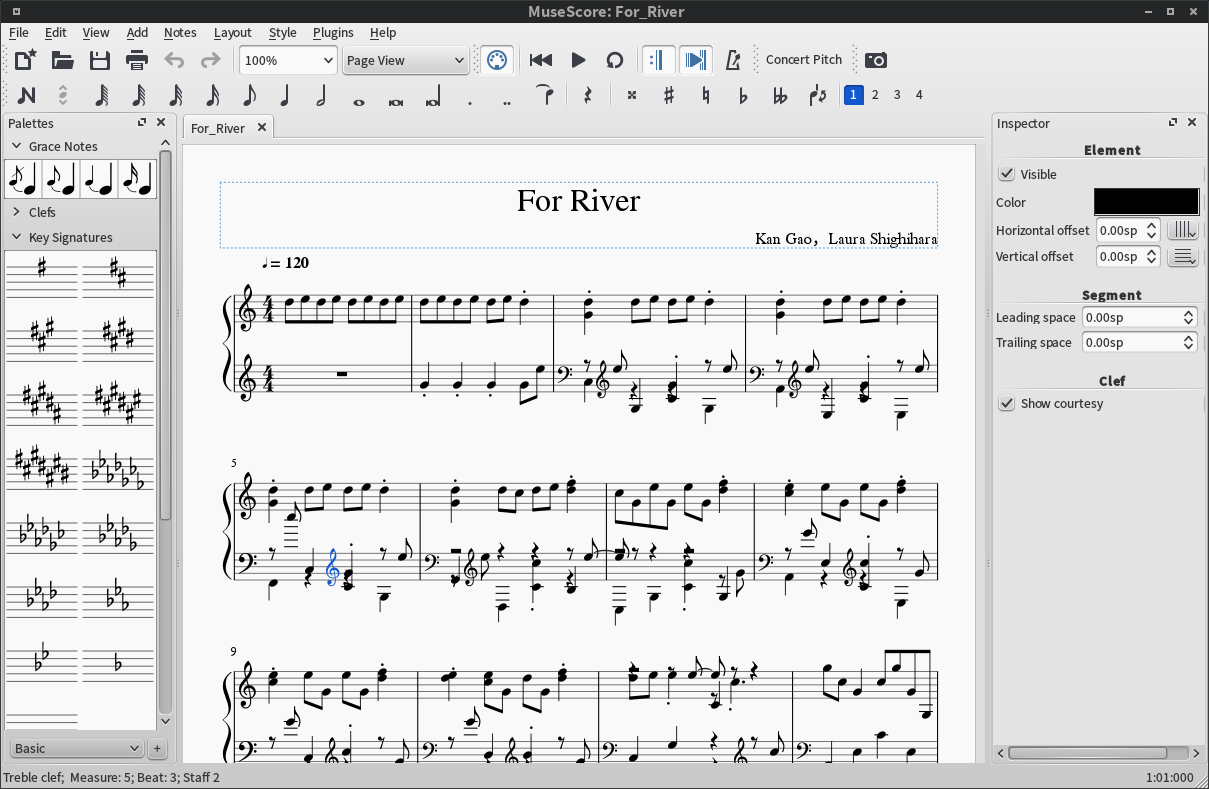 MuseScore: For_River
File Edit View Add Notes Layout Style Plugins Help
100% Page View Concert Pitch
1 2 3 4
Palettes
Grace Notes
Clefs
Key Signatures
Basic
+
For_River
For River
Kan Gao, Laura Shighihara
= 120
5
9
Inspector
Element
Visible
Color
Horizontal offset 0.00sp
Vertical offset 0.00sp
Segment
Leading space 0.00sp
Trailing space 0.00sp
Clef
Show courtesy
Treble clef; Measure: 5; Beat: 3; Staff 2
1:01:000